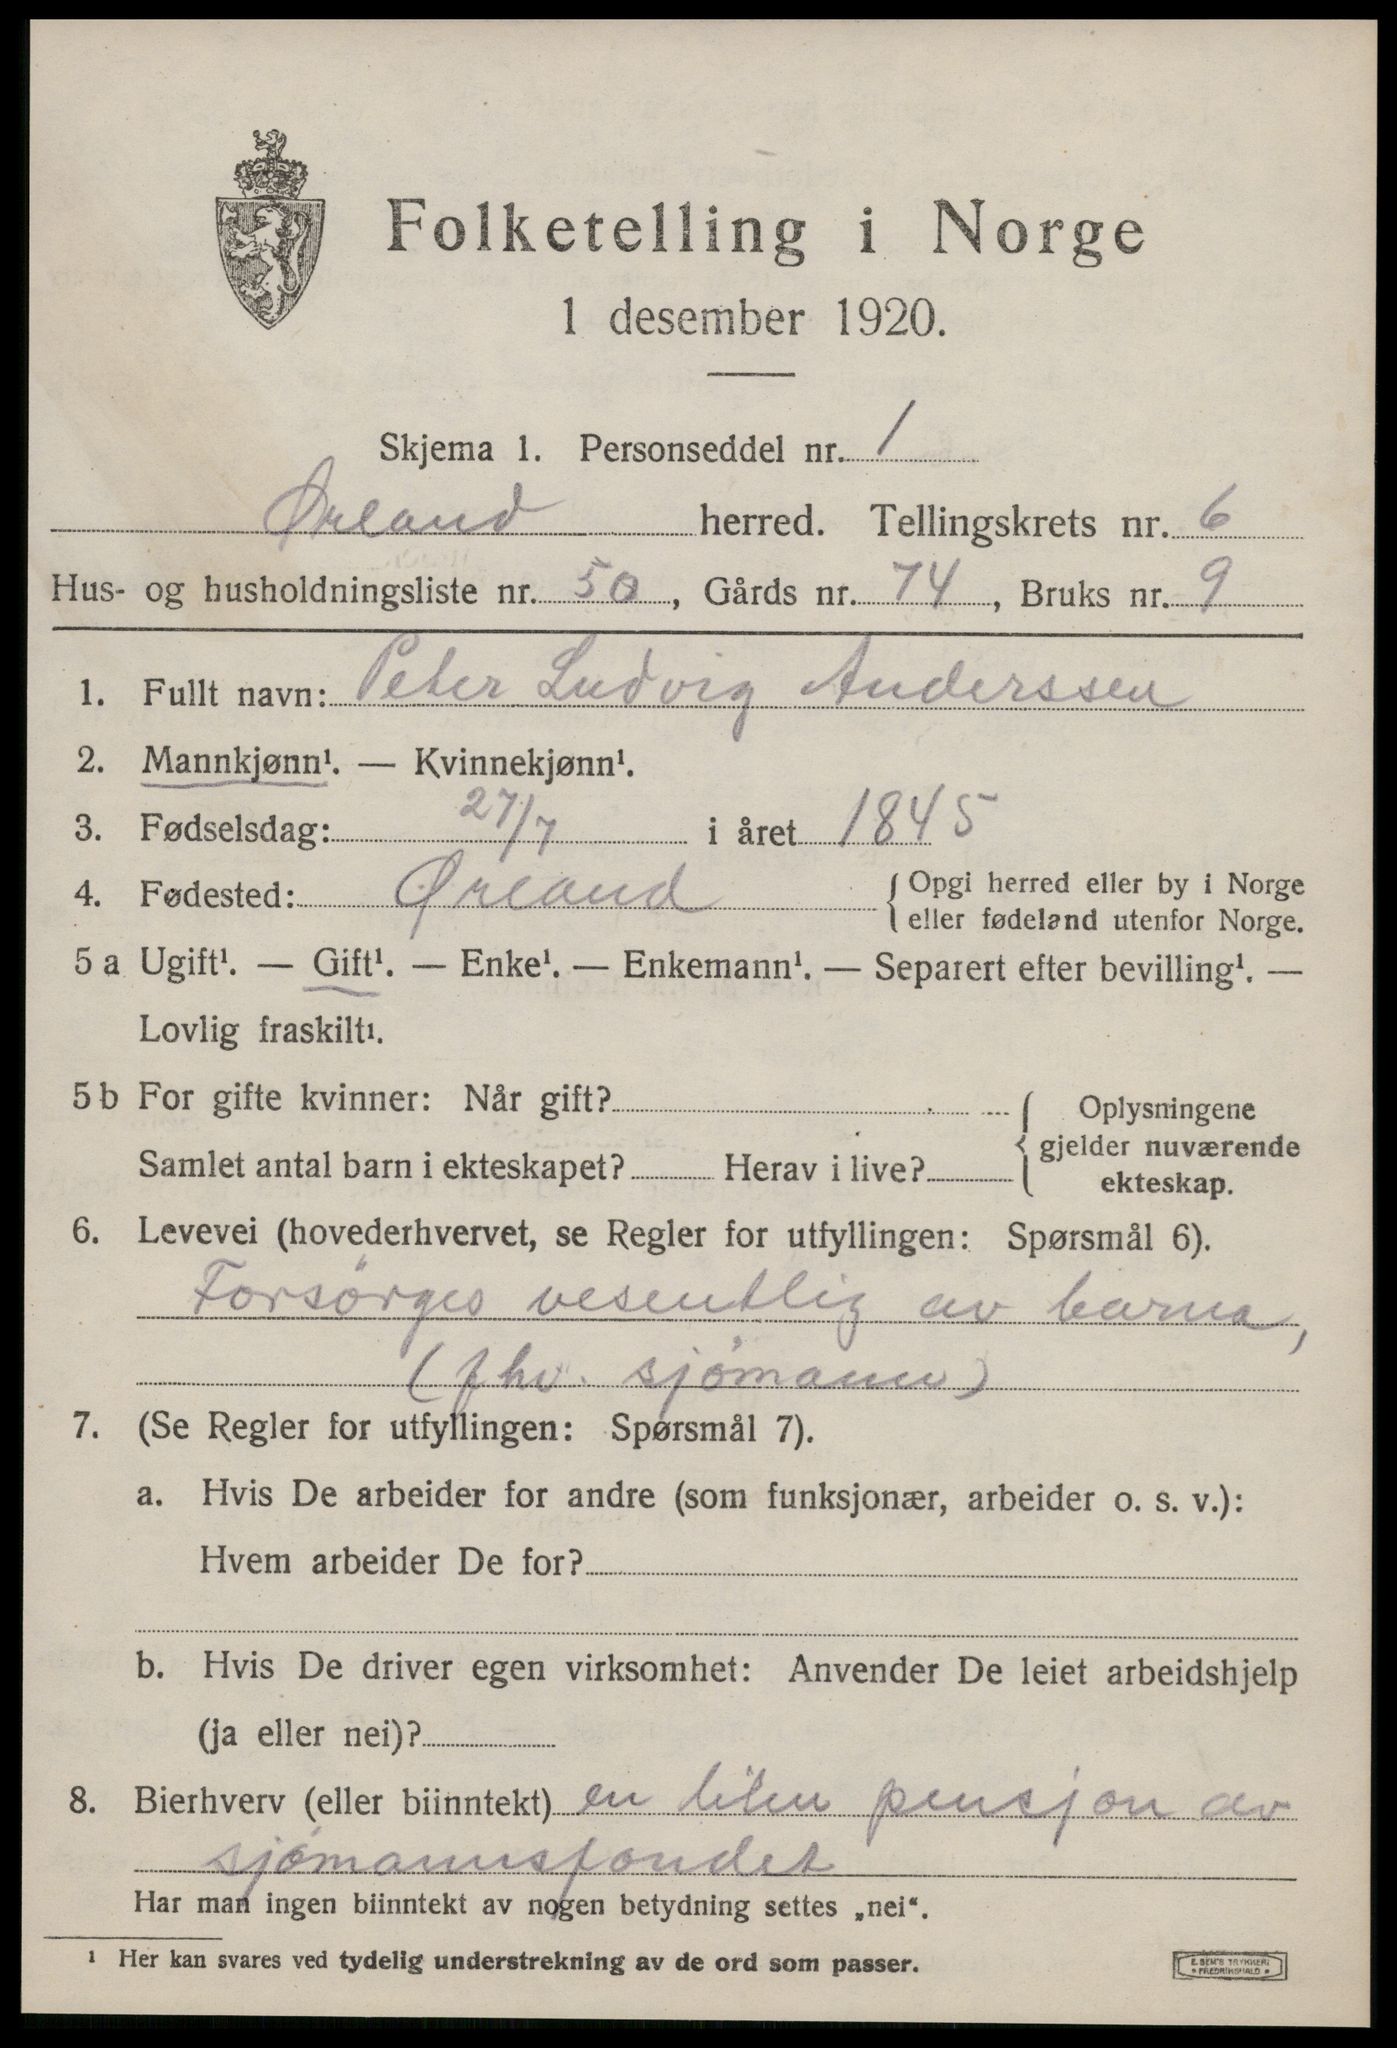 Folketelling i Norge
1 desember 1920.
Skjema 1. Personseddel nr. 1
Ørland herred. Tellingskrets nr. 6
Hus- og husholdningsliste nr. 50, Gårds nr. 74, Bruks nr. 9
1. Fullt navn: Peter Ludvig Anderssen
2. Mannkjønn¹. — Kvinnekjønn¹.
3. Fødselsdag: 27/7 i året 1845
4. Fødested: Ørland { Opgi herred eller by i Norge
eller fødeland utenfor Norge.
5 a Ugift¹. — Gift¹. — Enke¹. — Enkemann¹. — Separert efter bevilling¹. —
Lovlig fraskilt¹.
5 b For gifte kvinner: Når gift? { Oplysningene
gjelder nuværende
Samlet antal barn i ekteskapet? Herav i live?
ekteskap.
6. Levevei (hovederhvervet, se Regler for utfyllingen: Spørsmål 6).
Forsörges vesentlig av barna,
(fhv. sjömann)
7. (Se Regler for utfyllingen: Spørsmål 7).
a. Hvis De arbeider for andre (som funksjonær, arbeider o. s. v.):
Hvem arbeider De for?
b. Hvis De driver egen virksomhet: Anvender De leiet arbeidshjelp
(ja eller nei)?
8. Bierhverv (eller biinntekt) en liten pensjon av
sjömannsfondet
Har man ingen biinntekt av nogen betydning settes „nei“.
¹ Her kan svares ved tydelig understrekning av de ord som passer.
E. SEM'S TRYKKERI
• FREDRIKSHALD •